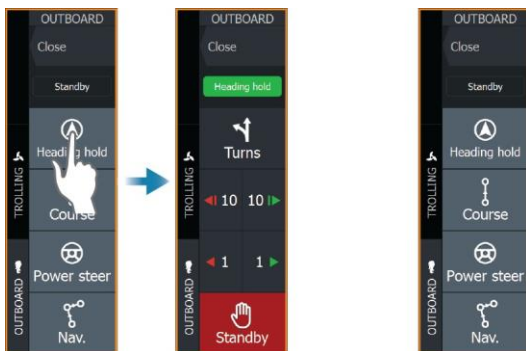 OUTBOARD
Close
Standby
Heading hold
Course
Power steer
Nav.
TROLLING
OUTBOARD
OUTBOARD
Close
Heading hold
Turns
10 10
1 1
Standby
TROLLING
OUTBOARD
OUTBOARD
Close
Standby
Heading hold
Course
Power steer
Nav.
TROLLING
OUTBOARD